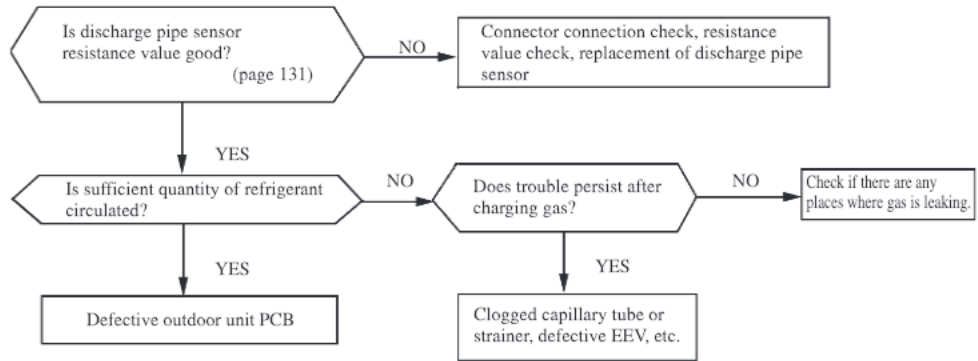 Is discharge pipe sensor
resistance value good?
(page 131)
NO
Connector connection check, resistance
value check, replacement of discharge pipe
sensor
YES
Is sufficient quantity of refrigerant
circulated?
NO
Does trouble persist after
charging gas?
NO
Check if there are any
places where gas is leaking.
YES
YES
Defective outdoor unit PCB
Clogged capillary tube or
strainer, defective EEV, etc.